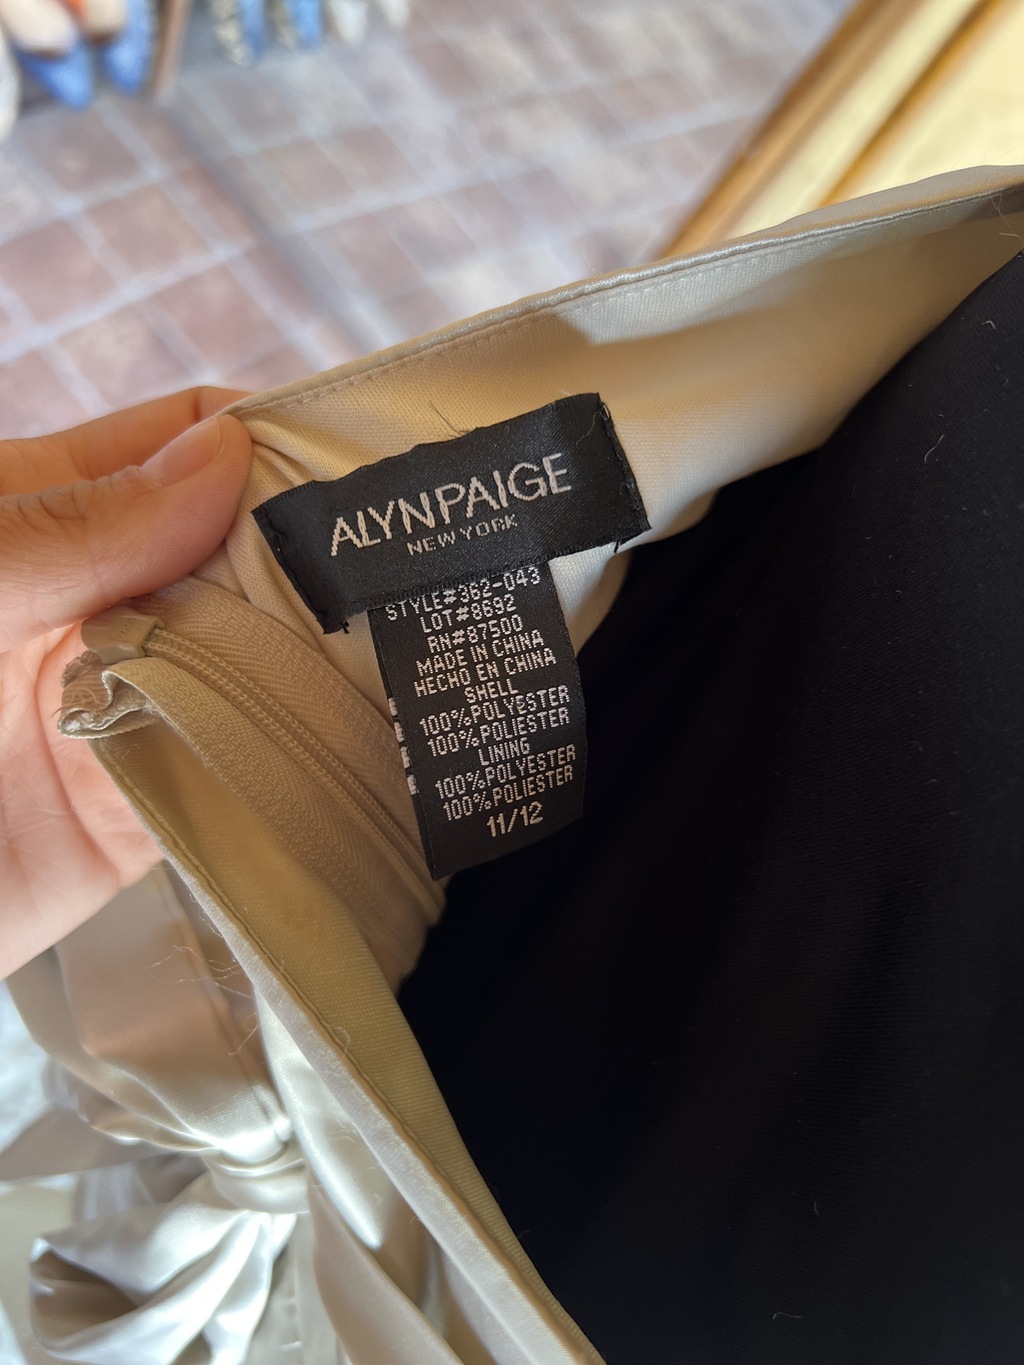 ALYNPAIGE
NEW YORK
STYLE#362-043
LOT#8692
RN#87500
MADE IN CHINA
HECHO EN CHINA
SHELL
100%POLYESTER
100%POLIESTER
LINING
100%POLYESTER
100%POLIESTER
11/12